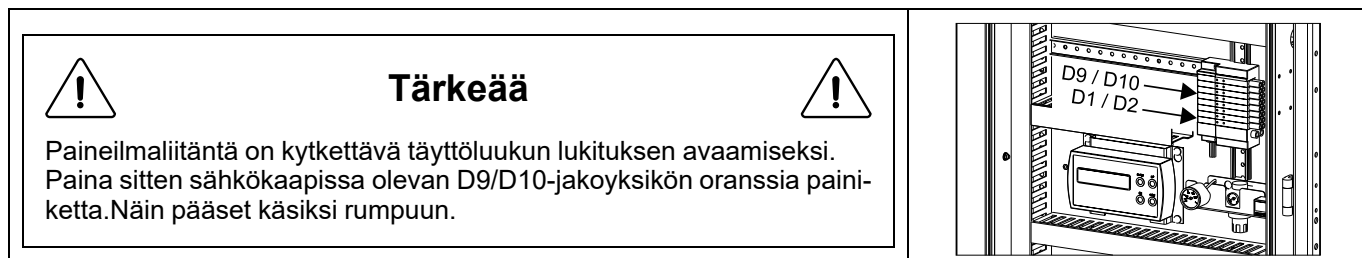 Tärkeää
Paineilmaliitäntä on kytkettävä täyttöluukun lukituksen avaamiseksi.
Paina sitten sähkökaapissa olevan D9/D10-jakoyksikön oranssia paini-
ketta.Näin pääset käsiksi rumpuun.
D9 / D10
D1 / D2